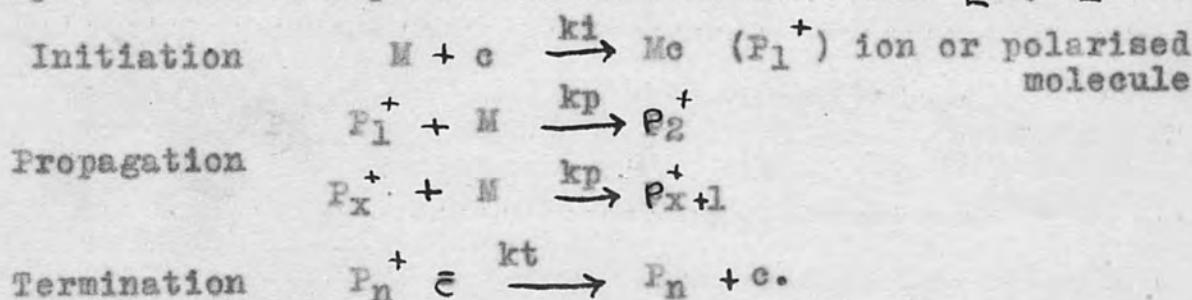 Initiation M + c ki → Mc (P₁⁺) ion or polarised
molecule
P₁⁺ + M kp → P₂⁺
Propagation
Pₓ⁺ + M kp → P⁺ₓ₊₁
Termination Pₙ⁺ c̄ kt → Pₙ + c.